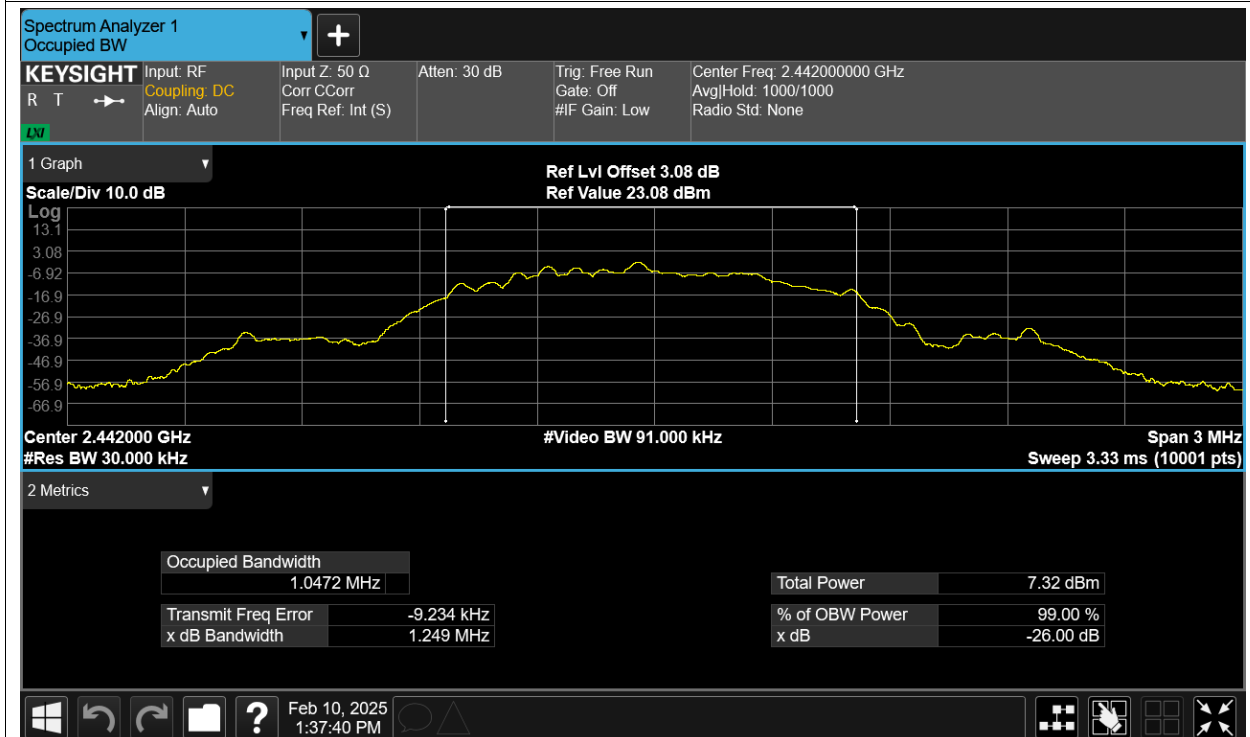 Spectrum Analyzer 1
Occupied BW
KEYSIGHT
R T
LXI
Input: RF
Coupling: DC
Align: Auto
Input Z: 50 Ω
Corr CCorr
Freq Ref: Int (S)
Atten: 30 dB
Trig: Free Run
Gate: Off
#IF Gain: Low
Center Freq: 2.442000000 GHz
Avg|Hold: 1000/1000
Radio Std: None
1 Graph
Scale/Div 10.0 dB
Ref Lvl Offset 3.08 dB
Ref Value 23.08 dBm
Log
13.1
3.08
-6.92
-16.9
-26.9
-36.9
-46.9
-56.9
-66.9
Center 2.442000 GHz
#Res BW 30.000 kHz
#Video BW 91.000 kHz
Span 3 MHz
Sweep 3.33 ms (10001 pts)
2 Metrics
Occupied Bandwidth
1.0472 MHz
Transmit Freq Error -9.234 kHz
x dB Bandwidth 1.249 MHz
Total Power 7.32 dBm
% of OBW Power 99.00 %
x dB -26.00 dB
?
Feb 10, 2025
1:37:40 PM